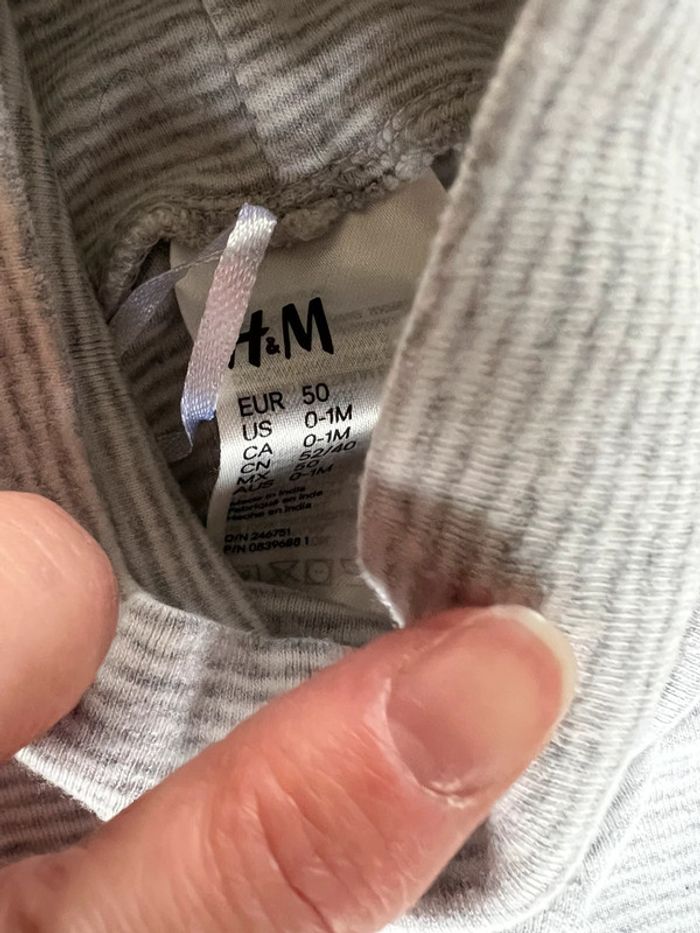 H&M
EUR 50
US 0-1M
CA 0-1M
CN 52/40
MX 50
AUS 0-1M
Made in India
Fabriqué en Inde
Hecho en India
O/N 246751
P/N 0839688 1